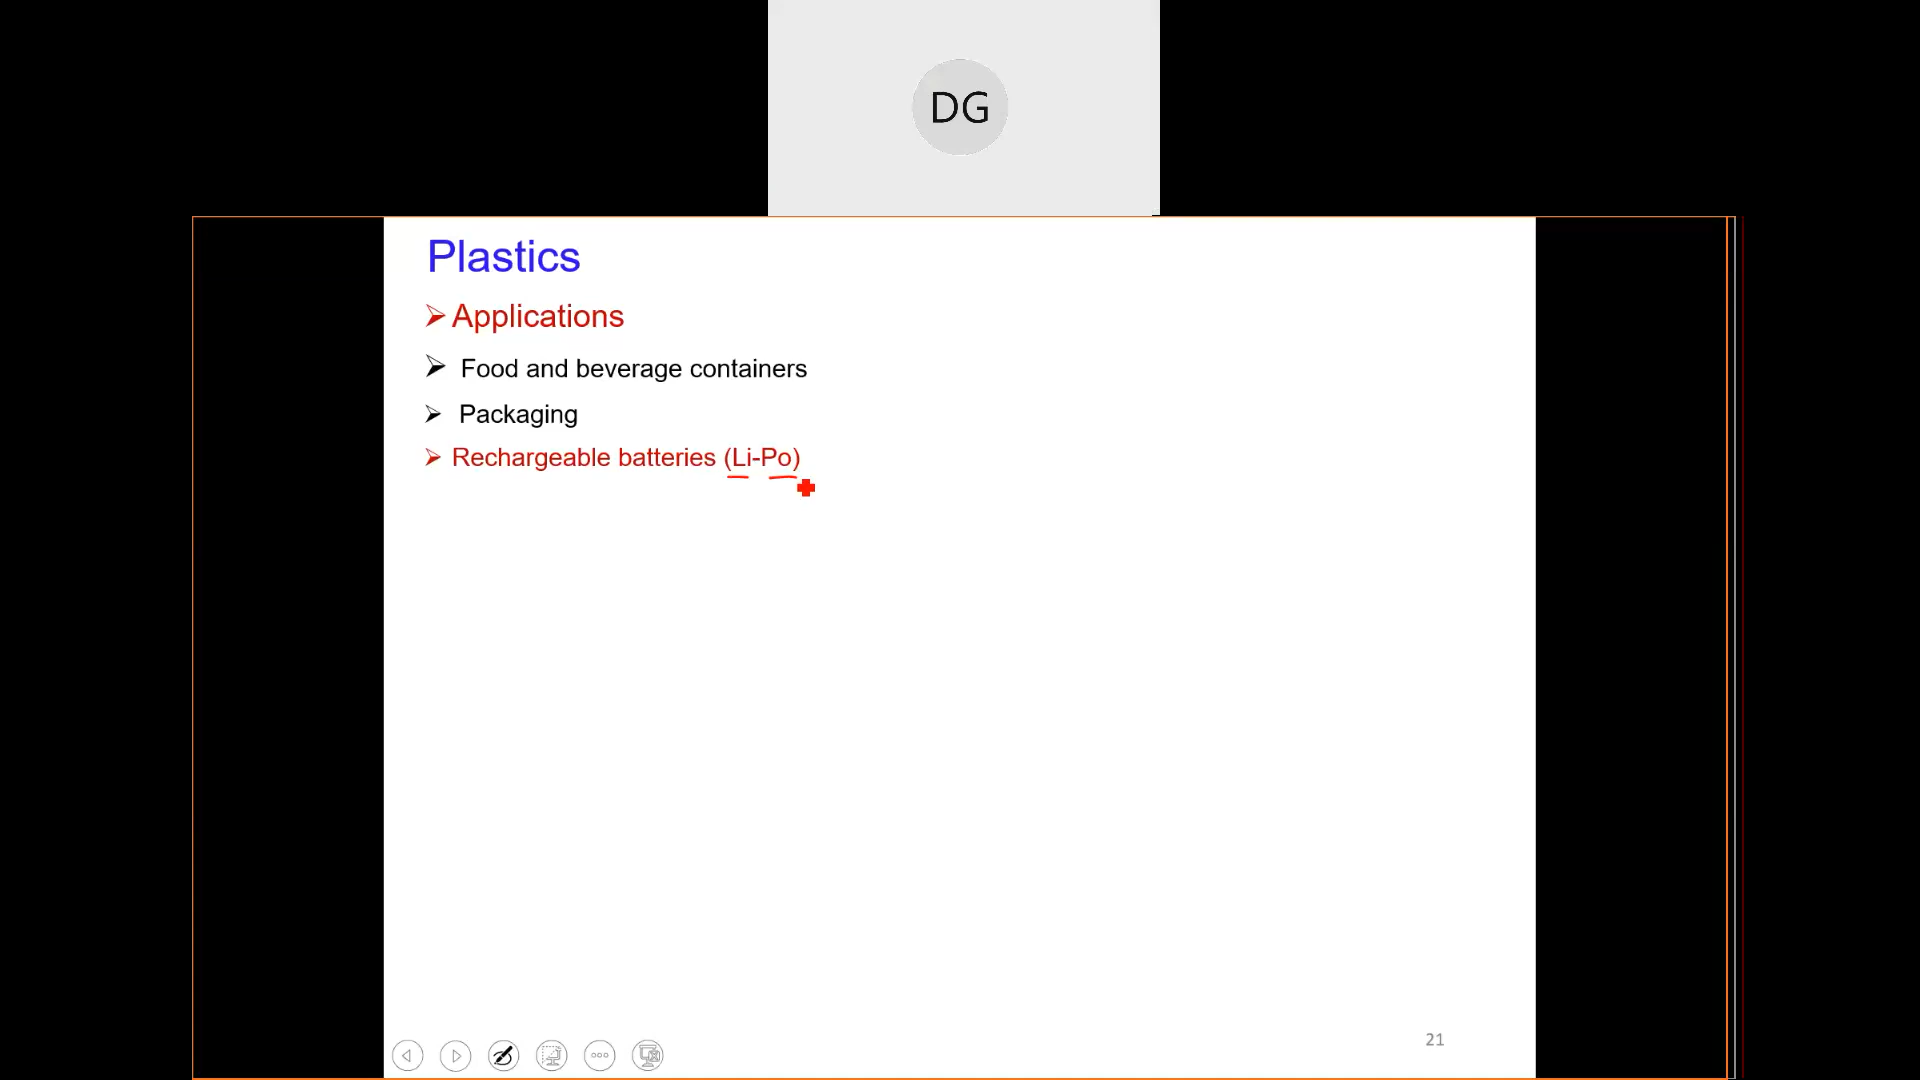 DG
Plastics
Applications
Food and beverage containers
Packaging
Rechargeable batteries (Li-Po)
21